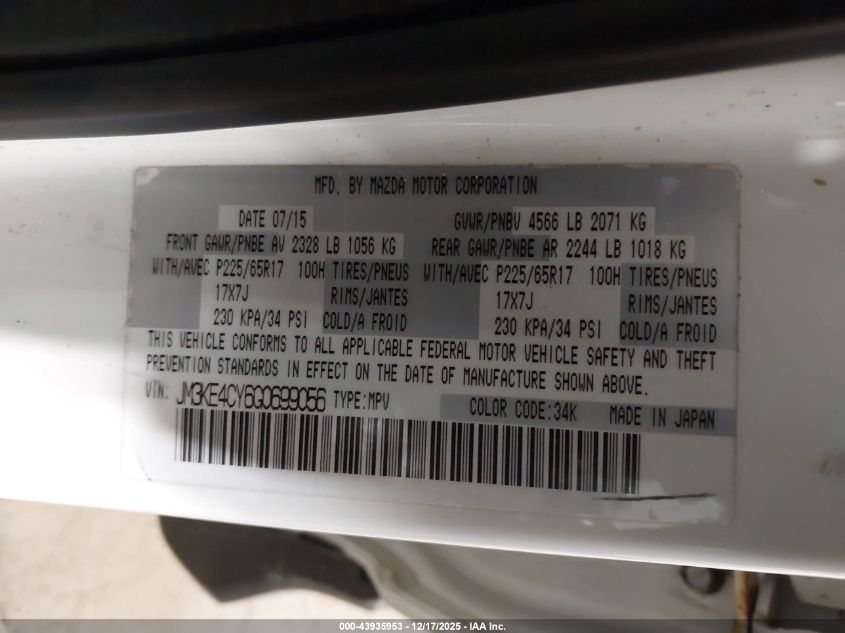 MFD. BY MAZDA MOTOR CORPORATION
DATE 07/15 GVWR/PNBV 4566 LB 2071 KG
FRONT GAWR/PNBE AV 2328 LB 1056 KG REAR GAWR/PNBE AR 2244 LB 1018 KG
WITH/AVEC P225/65R17 100H TIRES/PNEUS WITH/AVEC P225/65R17 100H TIRES/PNEUS
17X7J RIMS/JANTES 17X7J RIMS/JANTES
230 KPA/34 PSI COLD/A FROID 230 KPA/34 PSI COLD/A FROID
THIS VEHICLE CONFORMS TO ALL APPLICABLE FEDERAL MOTOR VEHICLE SAFETY AND THEFT
PREVENTION STANDARDS IN EFFECT ON THE DATE OF MANUFACTURE SHOWN ABOVE.
VIN: JM3KE4CY6G0699056 TYPE:MPV COLOR CODE:34K MADE IN JAPAN
000-43935953 - 12/17/2025 - IAA Inc.